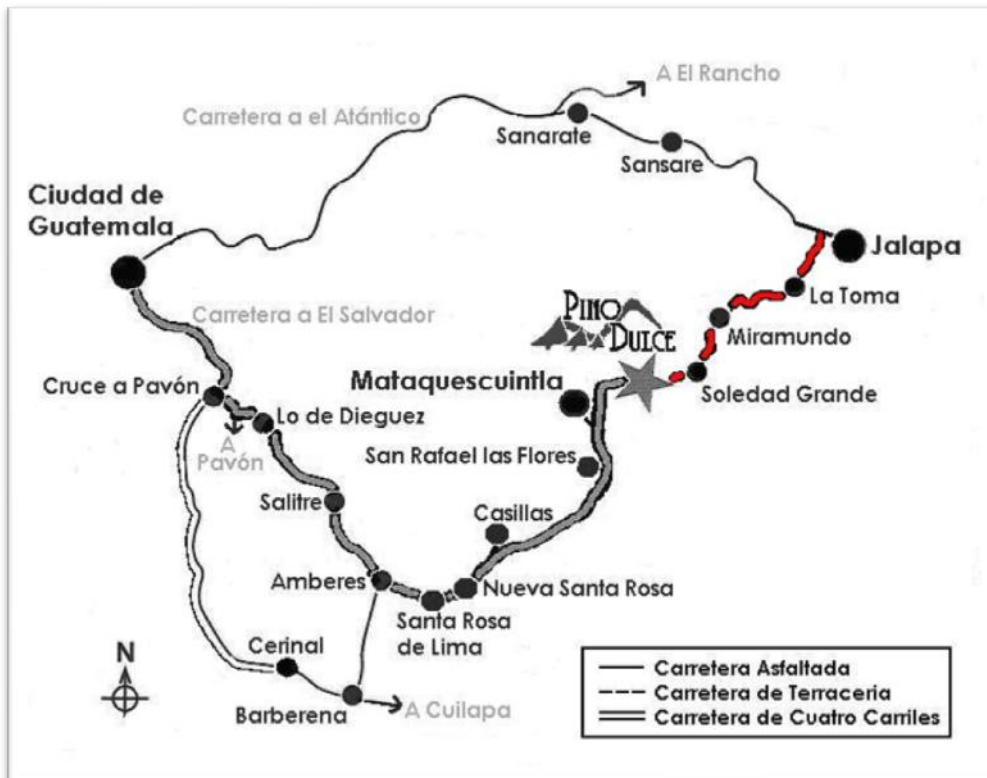 A El Rancho
Carretera a el Atántico
Sanarate
Sansare
Ciudad de
Guatemala
Jalapa
La Toma
Carretera a El Salvador
PINO
DULCE
Miramundo
Cruce a Pavón
Mataquescuintla
Soledad Grande
Lo de Dieguez
A
Pavón
San Rafael las Flores
Salitre
Casillas
Amberes
Nueva Santa Rosa
Santa Rosa
de Lima
Cerinal
N
Barberena
A Cuilapa
Carretera Asfaltada
Carretera de Terraceria
Carretera de Cuatro Carriles